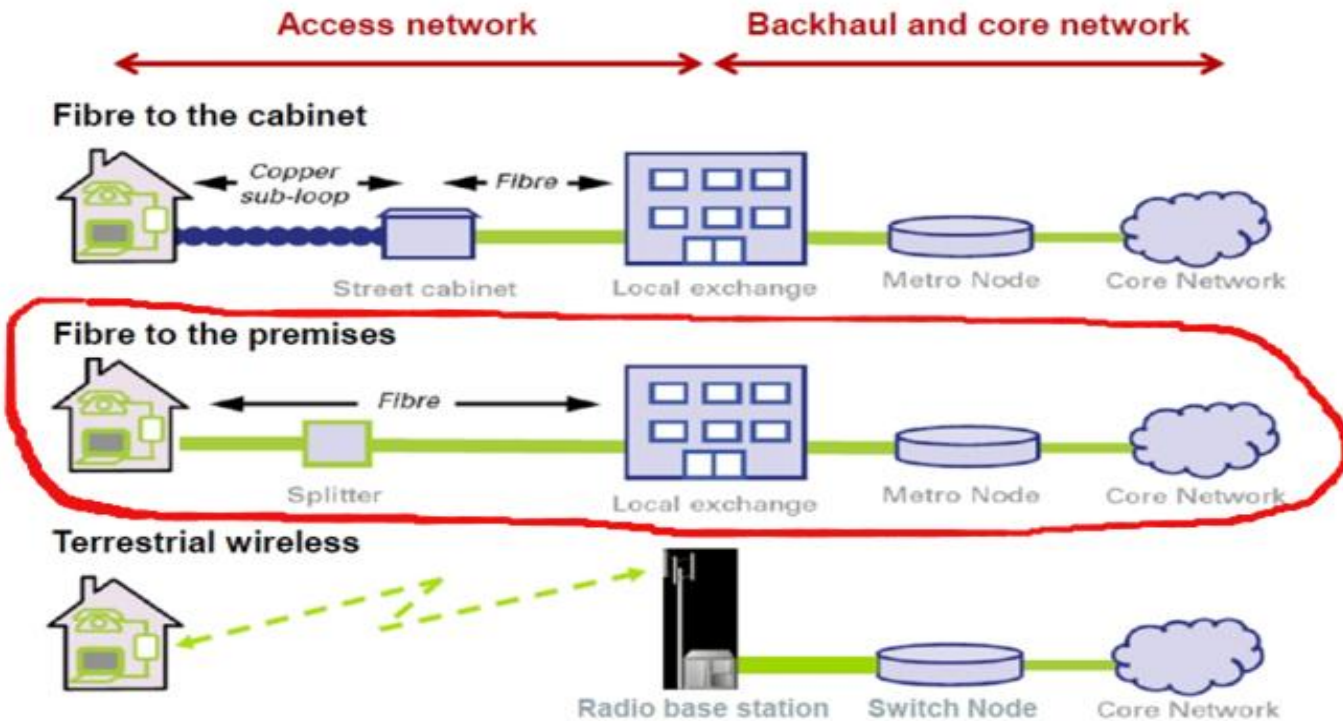 Access network
Backhaul and core network
Fibre to the cabinet
Copper
sub-loop
Fibre
Street cabinet
Local exchange
Metro Node
Core Network
Fibre to the premises
Fibre
Splitter
Local exchange
Metro Node
Core Network
Terrestrial wireless
Radio base station
Switch Node
Core Network